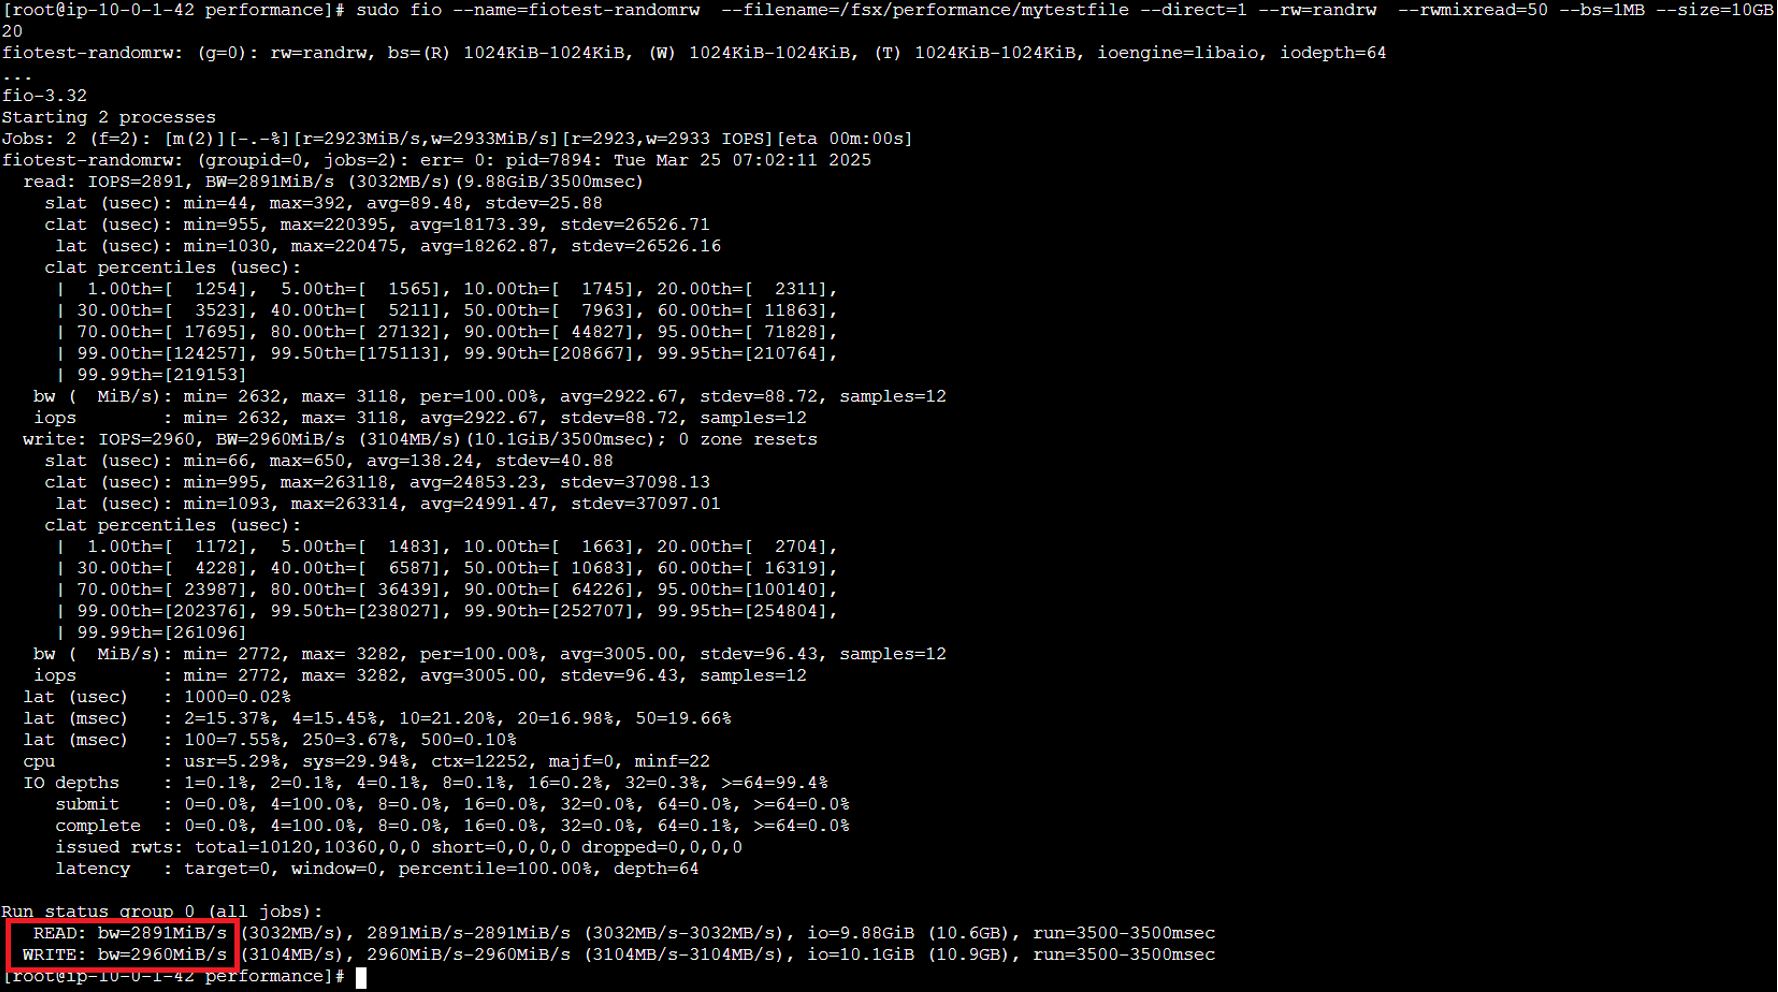 [root@ip-10-0-1-42 performance]# sudo fio --name=fiotest-randomrw  --filename=/fsx/performance/mytestfile --direct=1 --rw=randrw  --rwmixread=50 --bs=1MB --size=10GB
20
fiotest-randomrw: (g=0): rw=randrw, bs=(R) 1024KiB-1024KiB, (W) 1024KiB-1024KiB, (T) 1024KiB-1024KiB, ioengine=libaio, iodepth=64
...
fio-3.32
Starting 2 processes
Jobs: 2 (f=2): [m(2)][-.-%][r=2923MiB/s,w=2933MiB/s][r=2923,w=2933 IOPS][eta 00m:00s]
fiotest-randomrw: (groupid=0, jobs=2): err= 0: pid=7894: Tue Mar 25 07:02:11 2025
  read: IOPS=2891, BW=2891MiB/s (3032MB/s)(9.88GiB/3500msec)
    slat (usec): min=44, max=392, avg=89.48, stdev=25.88
    clat (usec): min=955, max=220395, avg=18173.39, stdev=26526.71
     lat (usec): min=1030, max=220475, avg=18262.87, stdev=26526.16
    clat percentiles (usec):
     |  1.00th=[  1254],  5.00th=[  1565], 10.00th=[  1745], 20.00th=[  2311],
     | 30.00th=[  3523], 40.00th=[  5211], 50.00th=[  7963], 60.00th=[ 11863],
     | 70.00th=[ 17695], 80.00th=[ 27132], 90.00th=[ 44827], 95.00th=[ 71828],
     | 99.00th=[124257], 99.50th=[175113], 99.90th=[208667], 99.95th=[210764],
     | 99.99th=[219153]
   bw (  MiB/s): min= 2632, max= 3118, per=100.00%, avg=2922.67, stdev=88.72, samples=12
   iops        : min= 2632, max= 3118, avg=2922.67, stdev=88.72, samples=12
  write: IOPS=2960, BW=2960MiB/s (3104MB/s)(10.1GiB/3500msec); 0 zone resets
    slat (usec): min=66, max=650, avg=138.24, stdev=40.88
    clat (usec): min=995, max=263118, avg=24853.23, stdev=37098.13
     lat (usec): min=1093, max=263314, avg=24991.47, stdev=37097.01
    clat percentiles (usec):
     |  1.00th=[  1172],  5.00th=[  1483], 10.00th=[  1663], 20.00th=[  2704],
     | 30.00th=[  4228], 40.00th=[  6587], 50.00th=[ 10683], 60.00th=[ 16319],
     | 70.00th=[ 23987], 80.00th=[ 36439], 90.00th=[ 64226], 95.00th=[100140],
     | 99.00th=[202376], 99.50th=[238027], 99.90th=[252707], 99.95th=[254804],
     | 99.99th=[261096]
   bw (  MiB/s): min= 2772, max= 3282, per=100.00%, avg=3005.00, stdev=96.43, samples=12
   iops        : min= 2772, max= 3282, avg=3005.00, stdev=96.43, samples=12
  lat (usec)   : 1000=0.02%
  lat (msec)   : 2=15.37%, 4=15.45%, 10=21.20%, 20=16.98%, 50=19.66%
  lat (msec)   : 100=7.55%, 250=3.67%, 500=0.10%
  cpu          : usr=5.29%, sys=29.94%, ctx=12252, majf=0, minf=22
  IO depths    : 1=0.1%, 2=0.1%, 4=0.1%, 8=0.1%, 16=0.2%, 32=0.3%, >=64=99.4%
     submit    : 0=0.0%, 4=100.0%, 8=0.0%, 16=0.0%, 32=0.0%, 64=0.0%, >=64=0.0%
     complete  : 0=0.0%, 4=100.0%, 8=0.0%, 16=0.0%, 32=0.0%, 64=0.1%, >=64=0.0%
     issued rwts: total=10120,10360,0,0 short=0,0,0,0 dropped=0,0,0,0
     latency   : target=0, window=0, percentile=100.00%, depth=64
Run status group 0 (all jobs):
   READ: bw=2891MiB/s (3032MB/s), 2891MiB/s-2891MiB/s (3032MB/s-3032MB/s), io=9.88GiB (10.6GB), run=3500-3500msec
  WRITE: bw=2960MiB/s (3104MB/s), 2960MiB/s-2960MiB/s (3104MB/s-3104MB/s), io=10.1GiB (10.9GB), run=3500-3500msec
[root@ip-10-0-1-42 performance]#